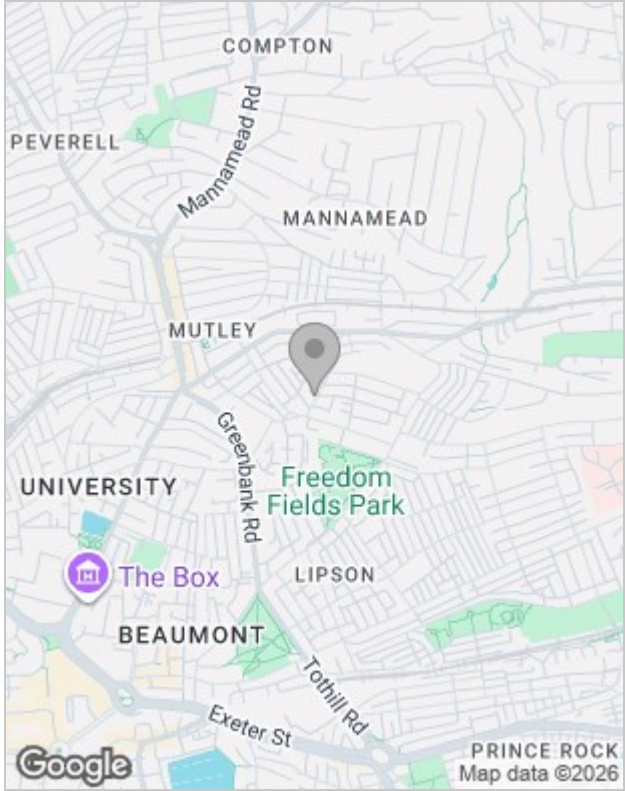 COMPTON
Mannamead Rd
PEVERELL
MANNAMEAD
MUTLEY
Greenbank Rd
Freedom
Fields Park
UNIVERSITY
The Box
LIPSON
BEAUMONT
Tothill Rd
Exeter St
PRINCE ROCK
Google
Map data ©2026